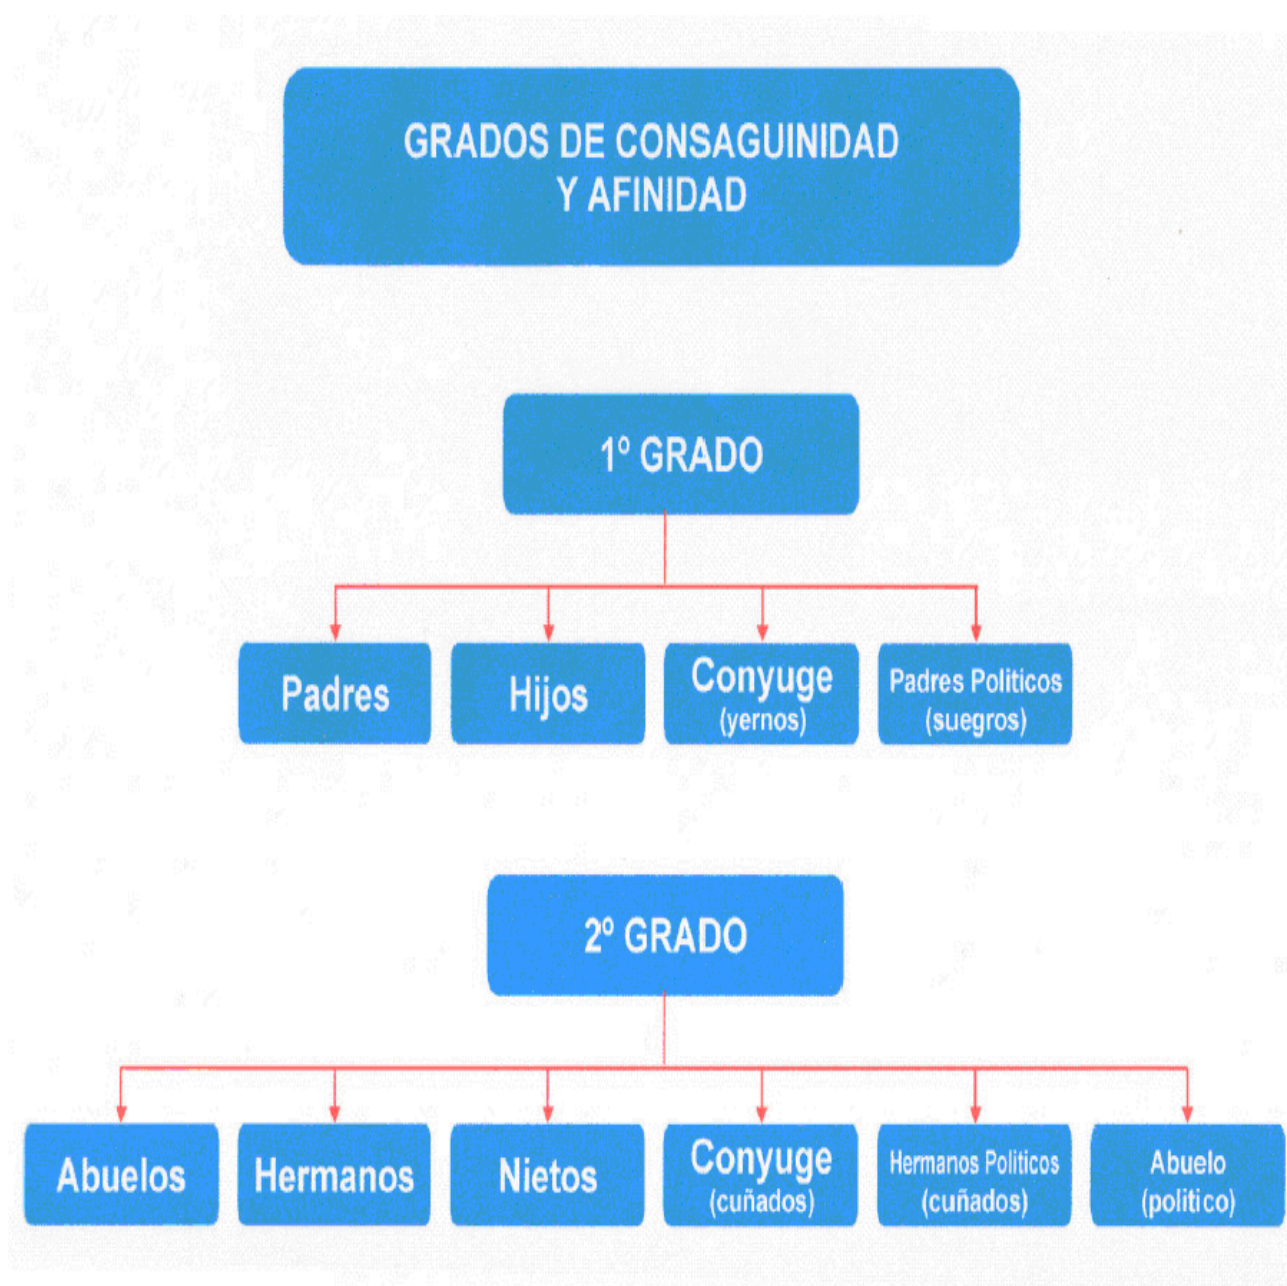 GRADOS DE CONSAGUINIDAD
Y AFINIDAD
1º GRADO
Padres
Hijos
Conyuge
(yernos)
Padres Politicos
(suegros)
2º GRADO
Abuelos
Hermanos
Nietos
Conyuge
(cuñados)
Hermanos Politicos
(cuñados)
Abuelo
(politico)